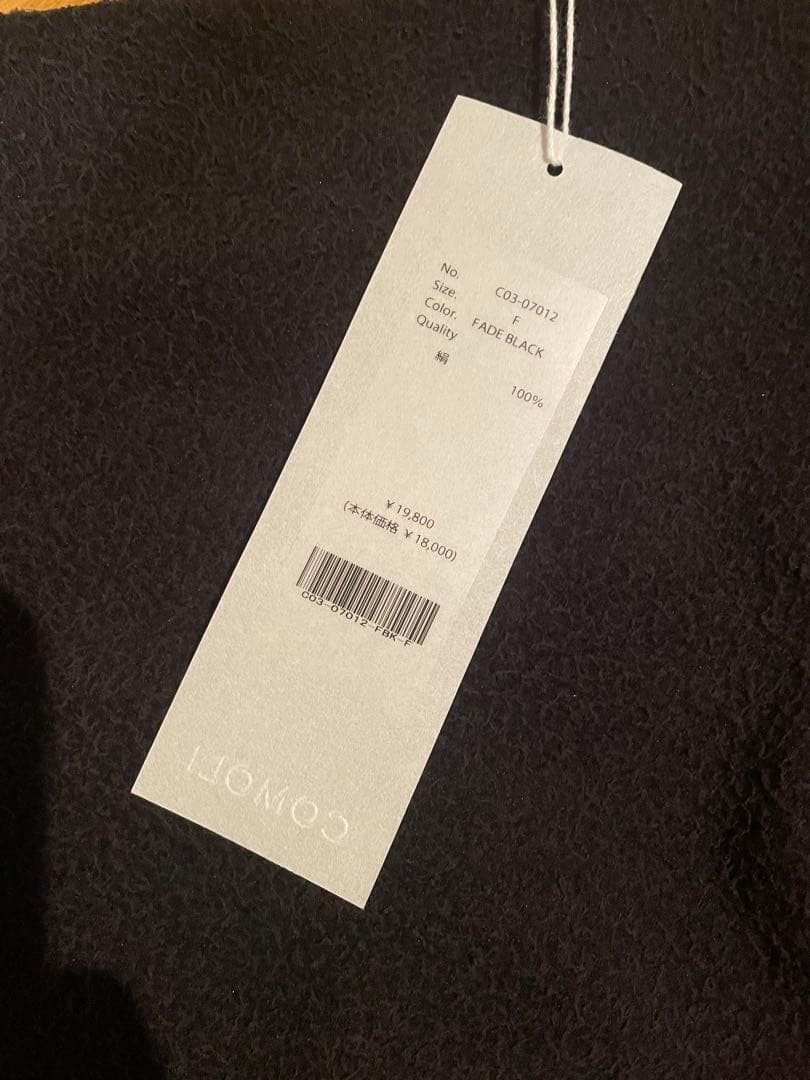 No. C03-07012
Size. F
Color. FADE BLACK
Quality
絹 100%
¥19,800
(本体価格 ¥18,000)
C03-07012-FBK-F
COMOLI